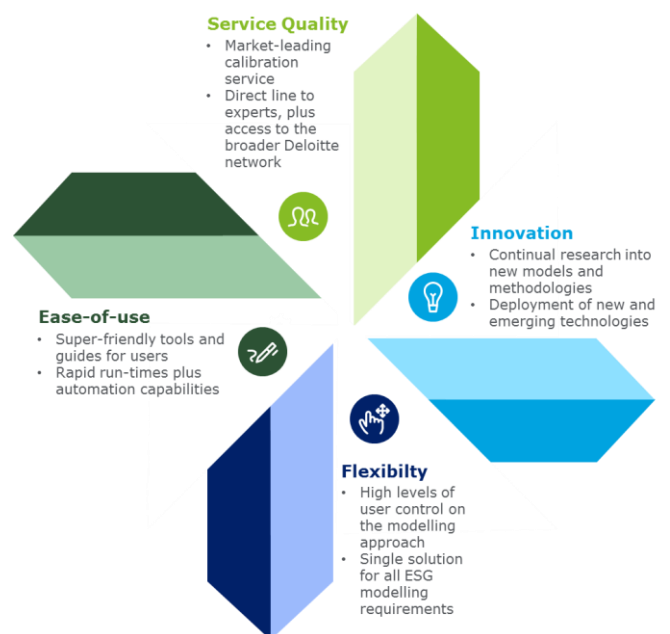 Service Quality
• Market-leading
calibration
service
• Direct line to
experts, plus
access to the
broader Deloitte
network
Innovation
• Continual research into
new models and
methodologies
• Deployment of new and
emerging technologies
Ease-of-use
• Super-friendly tools and
guides for users
• Rapid run-times plus
automation capabilities
Flexibilty
• High levels of
user control on
the modelling
approach
• Single solution
for all ESG
modelling
requirements